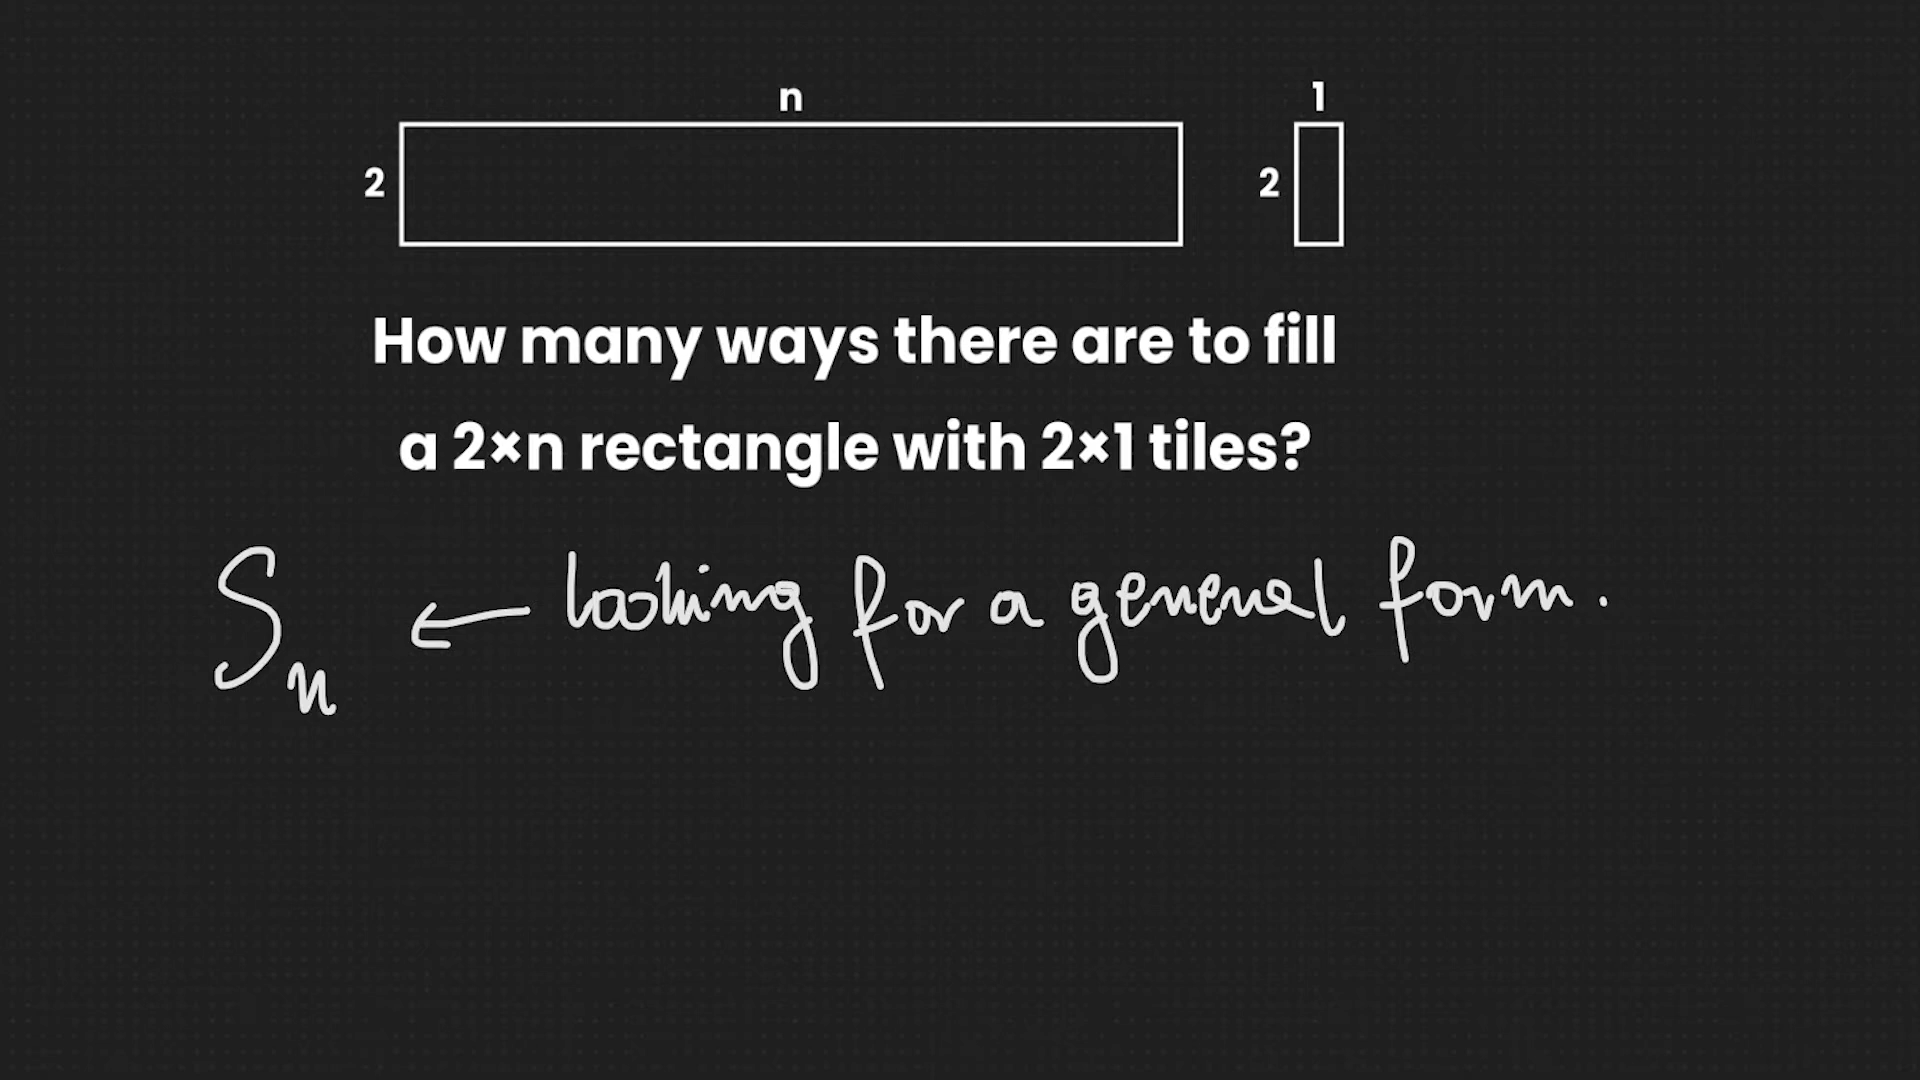 n
1
2
2
How many ways there are to fill
a 2×n rectangle with 2×1 tiles?
Sn ← looking for a general form.